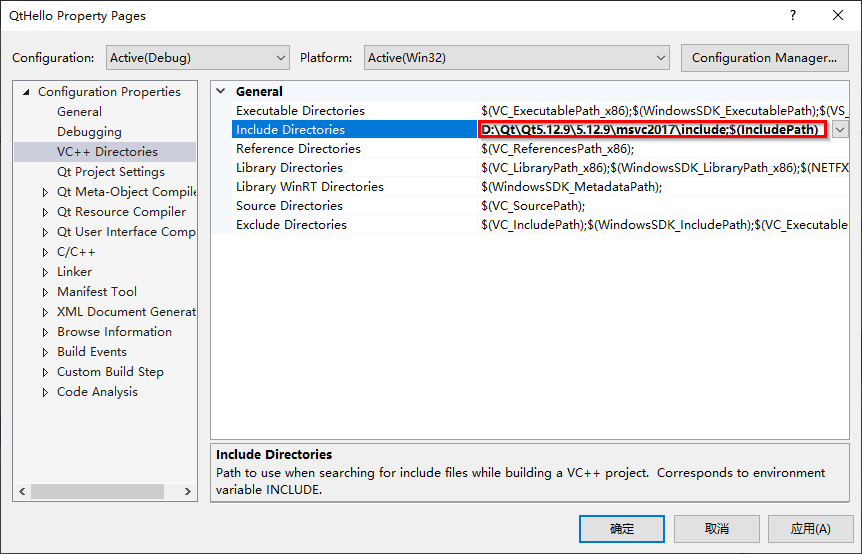 QtHello Property Pages
Configuration: Active(Debug) Platform: Active(Win32) Configuration Manager...
Configuration Properties
General
Debugging
VC++ Directories
Qt Project Settings
Qt Meta-Object Compile
Qt Resource Compiler
Qt User Interface Comp
C/C++
Linker
Manifest Tool
XML Document Generat
Browse Information
Build Events
Custom Build Step
Code Analysis
General
Executable Directories $(VC_ExecutablePath_x86);$(WindowsSDK_ExecutablePath);$(VS_
Include Directories D:\Qt\Qt5.12.9\5.12.9\msvc2017\include;$(IncludePath)
Reference Directories $(VC_ReferencesPath_x86);
Library Directories $(VC_LibraryPath_x86);$(WindowsSDK_LibraryPath_x86);$(NETFX
Library WinRT Directories $(WindowsSDK_MetadataPath);
Source Directories $(VC_SourcePath);
Exclude Directories $(VC_IncludePath);$(WindowsSDK_IncludePath);$(VC_Executable
Include Directories
Path to use when searching for include files while building a VC++ project. Corresponds to environment
variable INCLUDE.
确定 取消 应用(A)